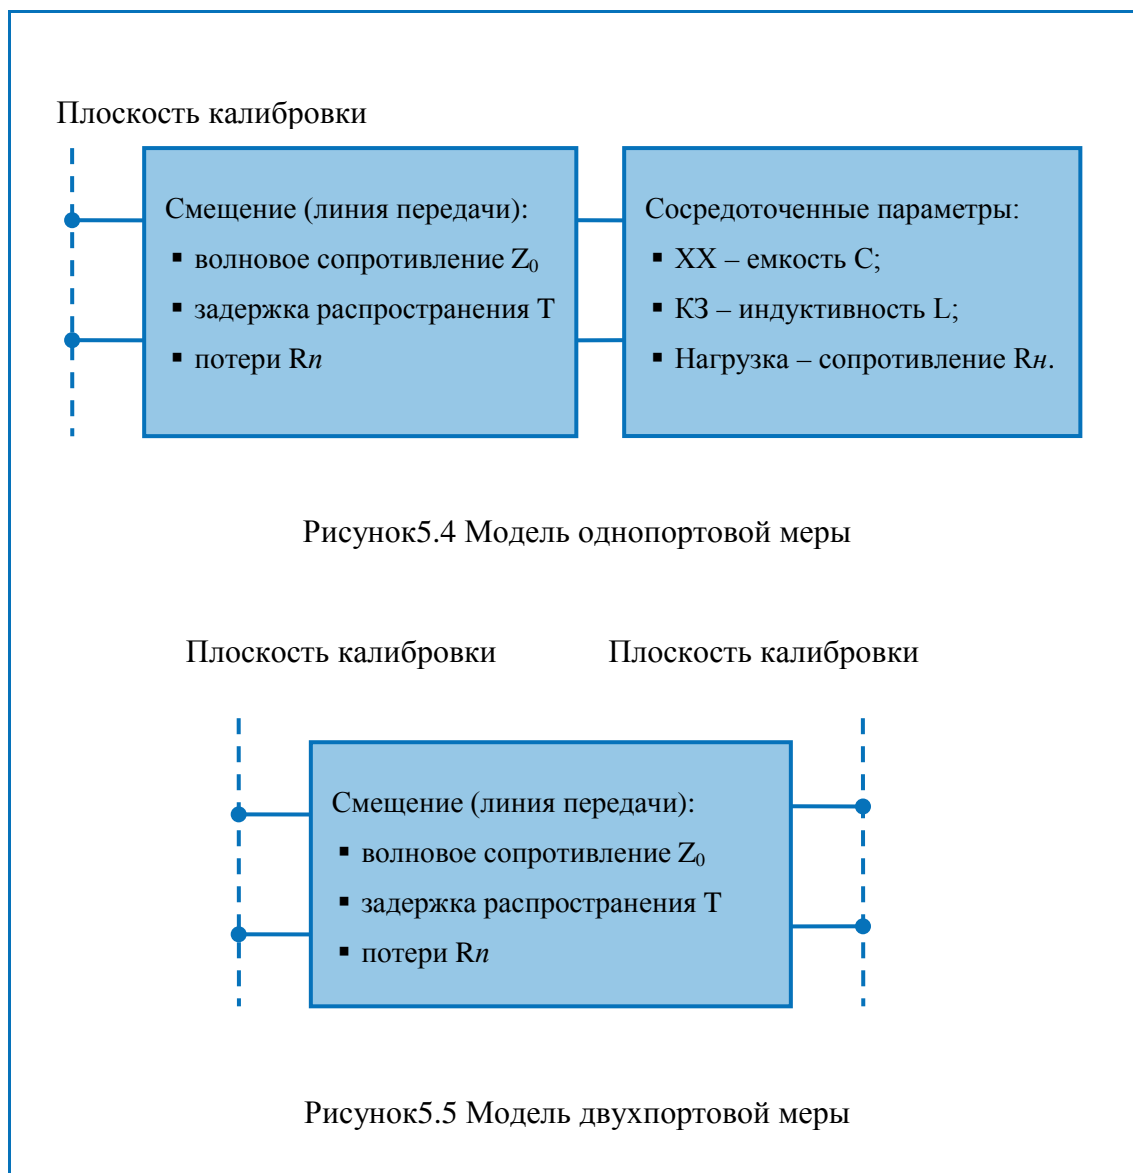 Плоскость калибровки
Смещение (линия передачи):
▪ волновое сопротивление Z₀
▪ задержка распространения T
▪ потери Rп
Сосредоточенные параметры:
▪ ХХ – емкость C;
▪ КЗ – индуктивность L;
▪ Нагрузка – сопротивление Rн.
Рисунок5.4 Модель однопортовой меры
Плоскость калибровки
Плоскость калибровки
Смещение (линия передачи):
▪ волновое сопротивление Z₀
▪ задержка распространения T
▪ потери Rп
Рисунок5.5 Модель двухпортовой меры